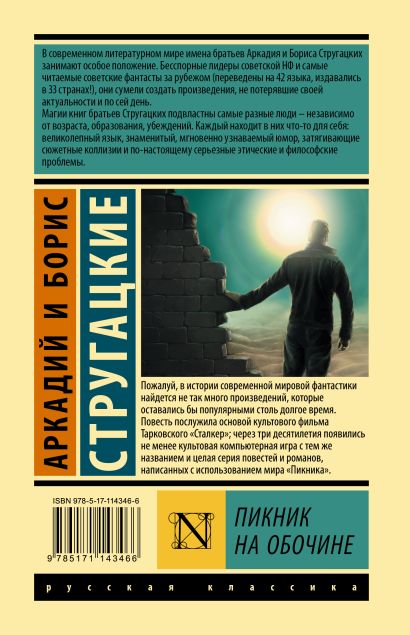 В современном литературном мире имена братьев Аркадия и Бориса Стругацких
занимают особое положение. Бесспорные лидеры советской НФ и самые
читаемые советские фантасты за рубежом (переведены на 42 языка, издавались
в 33 странах!), они сумели создать произведения, не потерявшие своей
актуальности и по сей день.
Магии книг братьев Стругацких подвластны самые разные люди – независимо
от возраста, образования, убеждений. Каждый находит в них что-то для себя:
великолепный язык, знаменитый, мгновенно узнаваемый юмор, затягивающие
сюжетные коллизии и по-настоящему серьезные этические и философские
проблемы.
АРКАДИЙ И БОРИС
СТРУГАЦКИЕ
Пожалуй, в истории современной мировой фантастики
найдется не так много произведений, которые
оставались бы популярными столь долгое время.
Повесть послужила основой культового фильма
Тарковского «Сталкер»; через три десятилетия появились
не менее культовая компьютерная игра с тем же
названием и целая серия повестей и романов,
написанных с использованием мира «Пикника».
ISBN 978-5-17-114346-6
9 785171 143466
N
ПИКНИК
НА ОБОЧИНЕ
русская классика